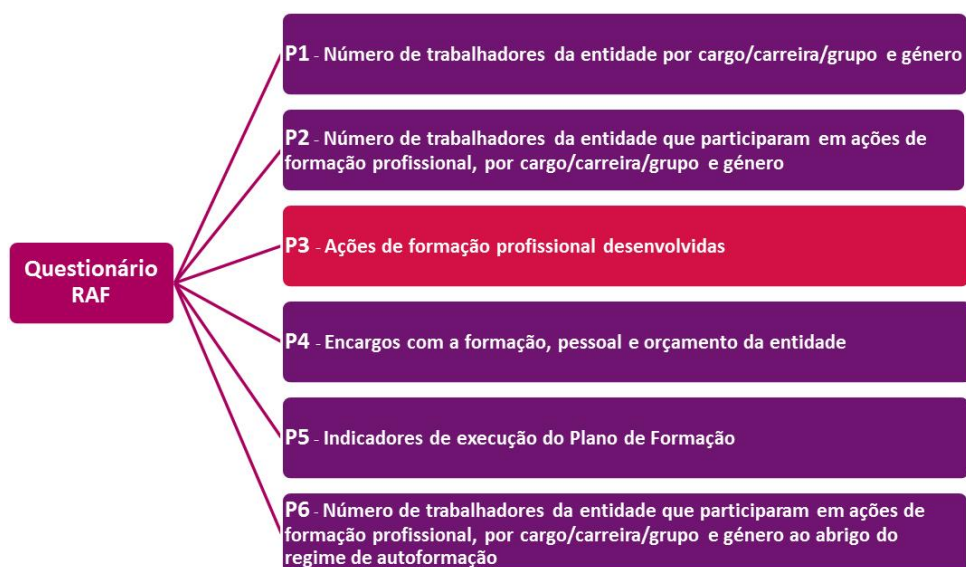 Questionário
RAF
P1 - Número de trabalhadores da entidade por cargo/carreira/grupo e género
P2 - Número de trabalhadores da entidade que participaram em ações de
formação profissional, por cargo/carreira/grupo e género
P3 - Ações de formação profissional desenvolvidas
P4 - Encargos com a formação, pessoal e orçamento da entidade
P5 - Indicadores de execução do Plano de Formação
P6 - Número de trabalhadores da entidade que participaram em ações de
formação profissional, por cargo/carreira/grupo e género ao abrigo do
regime de autoformação